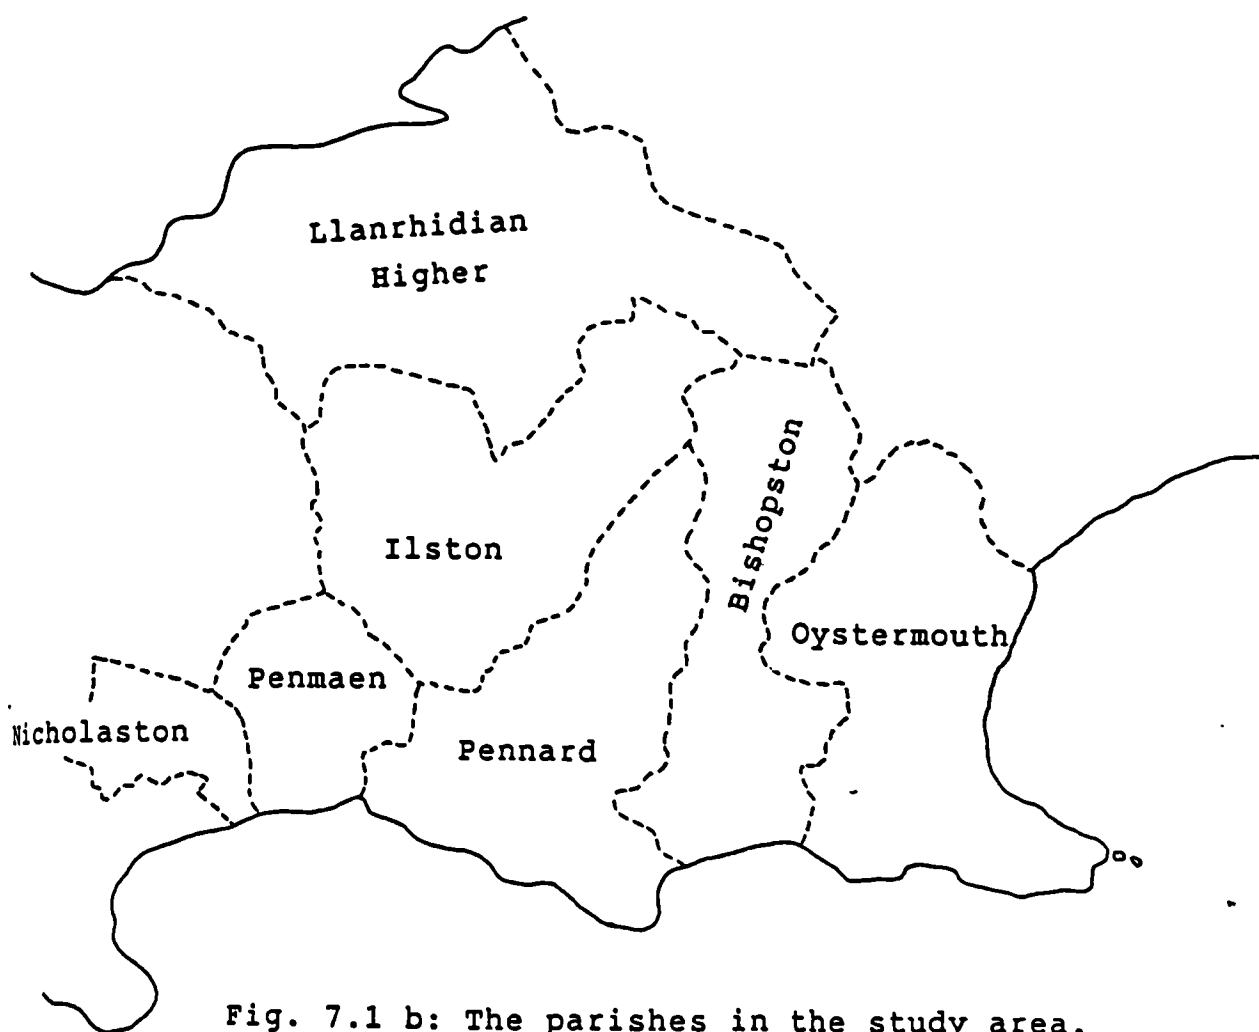 Llanrhidian
Higher
Bishopston
Ilston
Oystermouth
Penmaen
Nicholaston
Pennard
Fig. 7.1 b: The parishes in the study area.